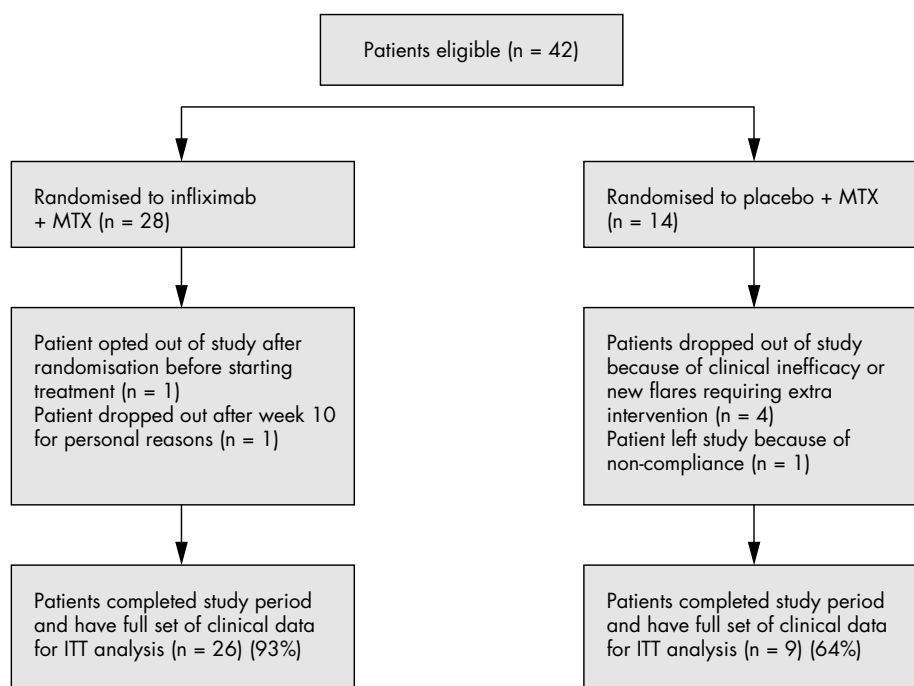 Patients eligible (n = 42)
Randomised to infliximab
+ MTX (n = 28)
Randomised to placebo + MTX
(n = 14)
Patient opted out of study after
randomisation before starting
treatment (n = 1)
Patient dropped out after week 10
for personal reasons (n = 1)
Patients dropped out of study
because of clinical inefficacy or
new flares requiring extra
intervention (n = 4)
Patient left study because of
non-compliance (n = 1)
Patients completed study period
and have full set of clinical data
for ITT analysis (n = 26) (93%)
Patients completed study period
and have full set of clinical data
for ITT analysis (n = 9) (64%)